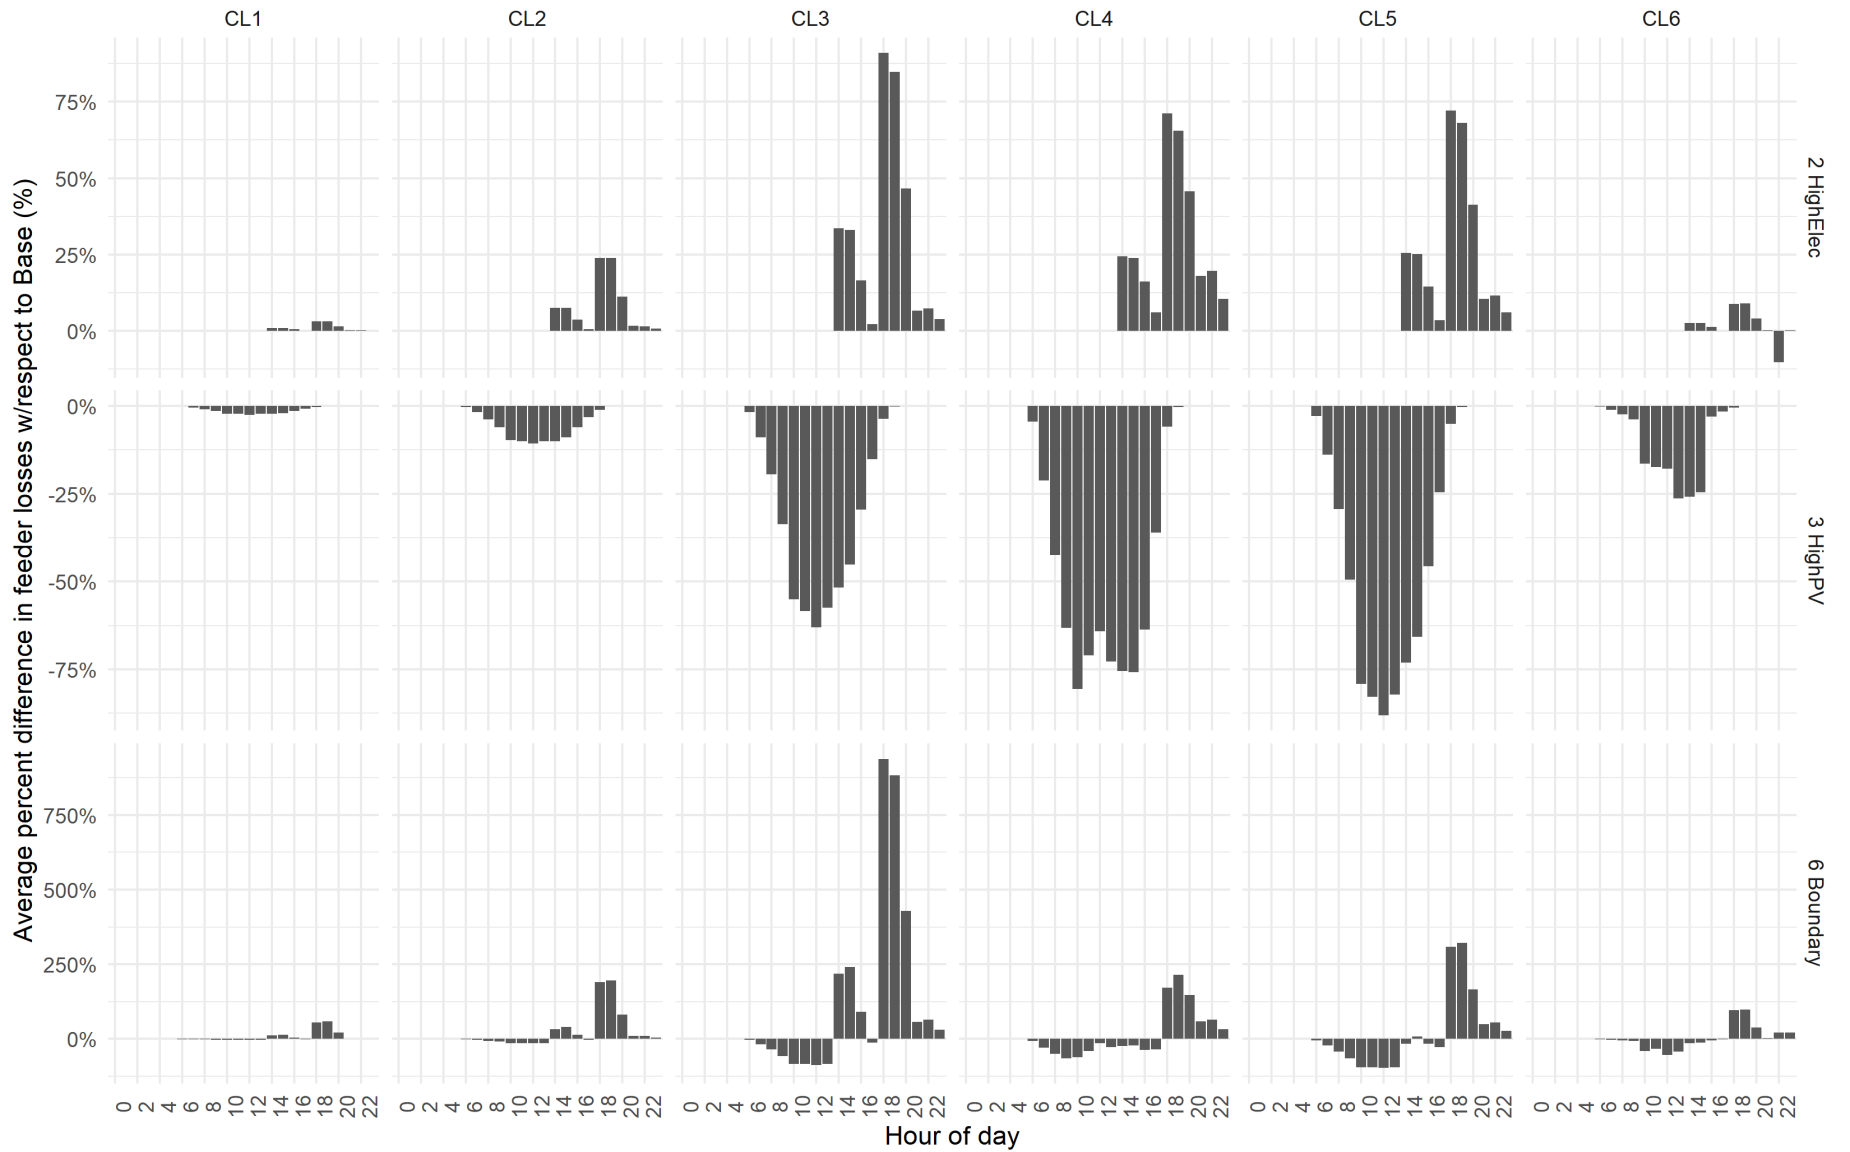 CL1 CL2 CL3 CL4 CL5 CL6
Average percent difference in feeder losses w/respect to Base (%)
75%
50%
25%
0%
2 HighElec
0%
-25%
-50%
-75%
3 HighPV
750%
500%
250%
0%
6 Boundary
0 2 4 6 8 10 12 14 16 18 20 22 0 2 4 6 8 10 12 14 16 18 20 22 0 2 4 6 8 10 12 14 16 18 20 22 0 2 4 6 8 10 12 14 16 18 20 22 0 2 4 6 8 10 12 14 16 18 20 22 0 2 4 6 8 10 12 14 16 18 20 22
Hour of day